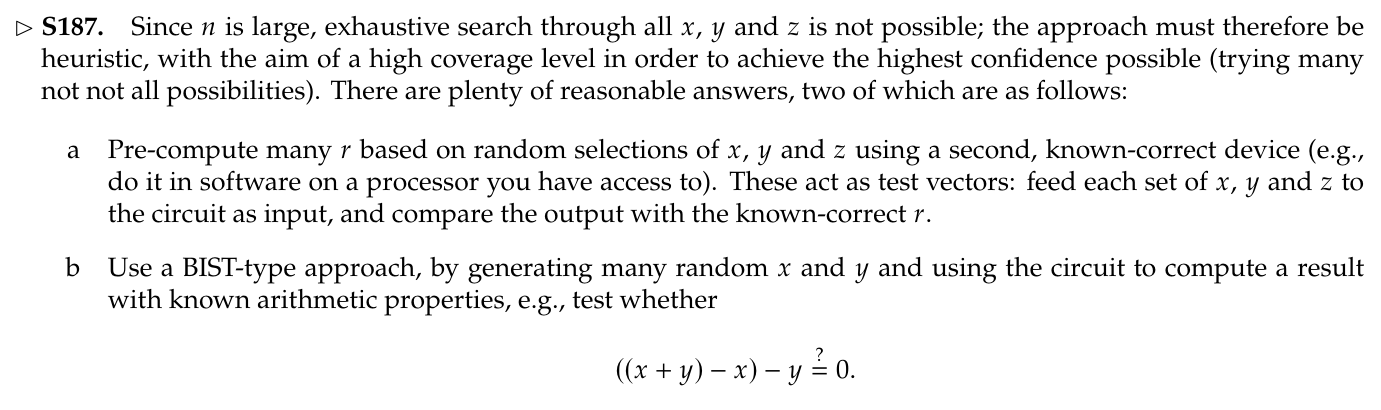 ▷ S187. Since n is large, exhaustive search through all x, y and z is not possible; the approach must therefore be
heuristic, with the aim of a high coverage level in order to achieve the highest confidence possible (trying many
not not all possibilities). There are plenty of reasonable answers, two of which are as follows:
a Pre-compute many r based on random selections of x, y and z using a second, known-correct device (e.g.,
do it in software on a processor you have access to). These act as test vectors: feed each set of x, y and z to
the circuit as input, and compare the output with the known-correct r.
b Use a BIST-type approach, by generating many random x and y and using the circuit to compute a result
with known arithmetic properties, e.g., test whether
((x + y) − x) − y ≟ 0.